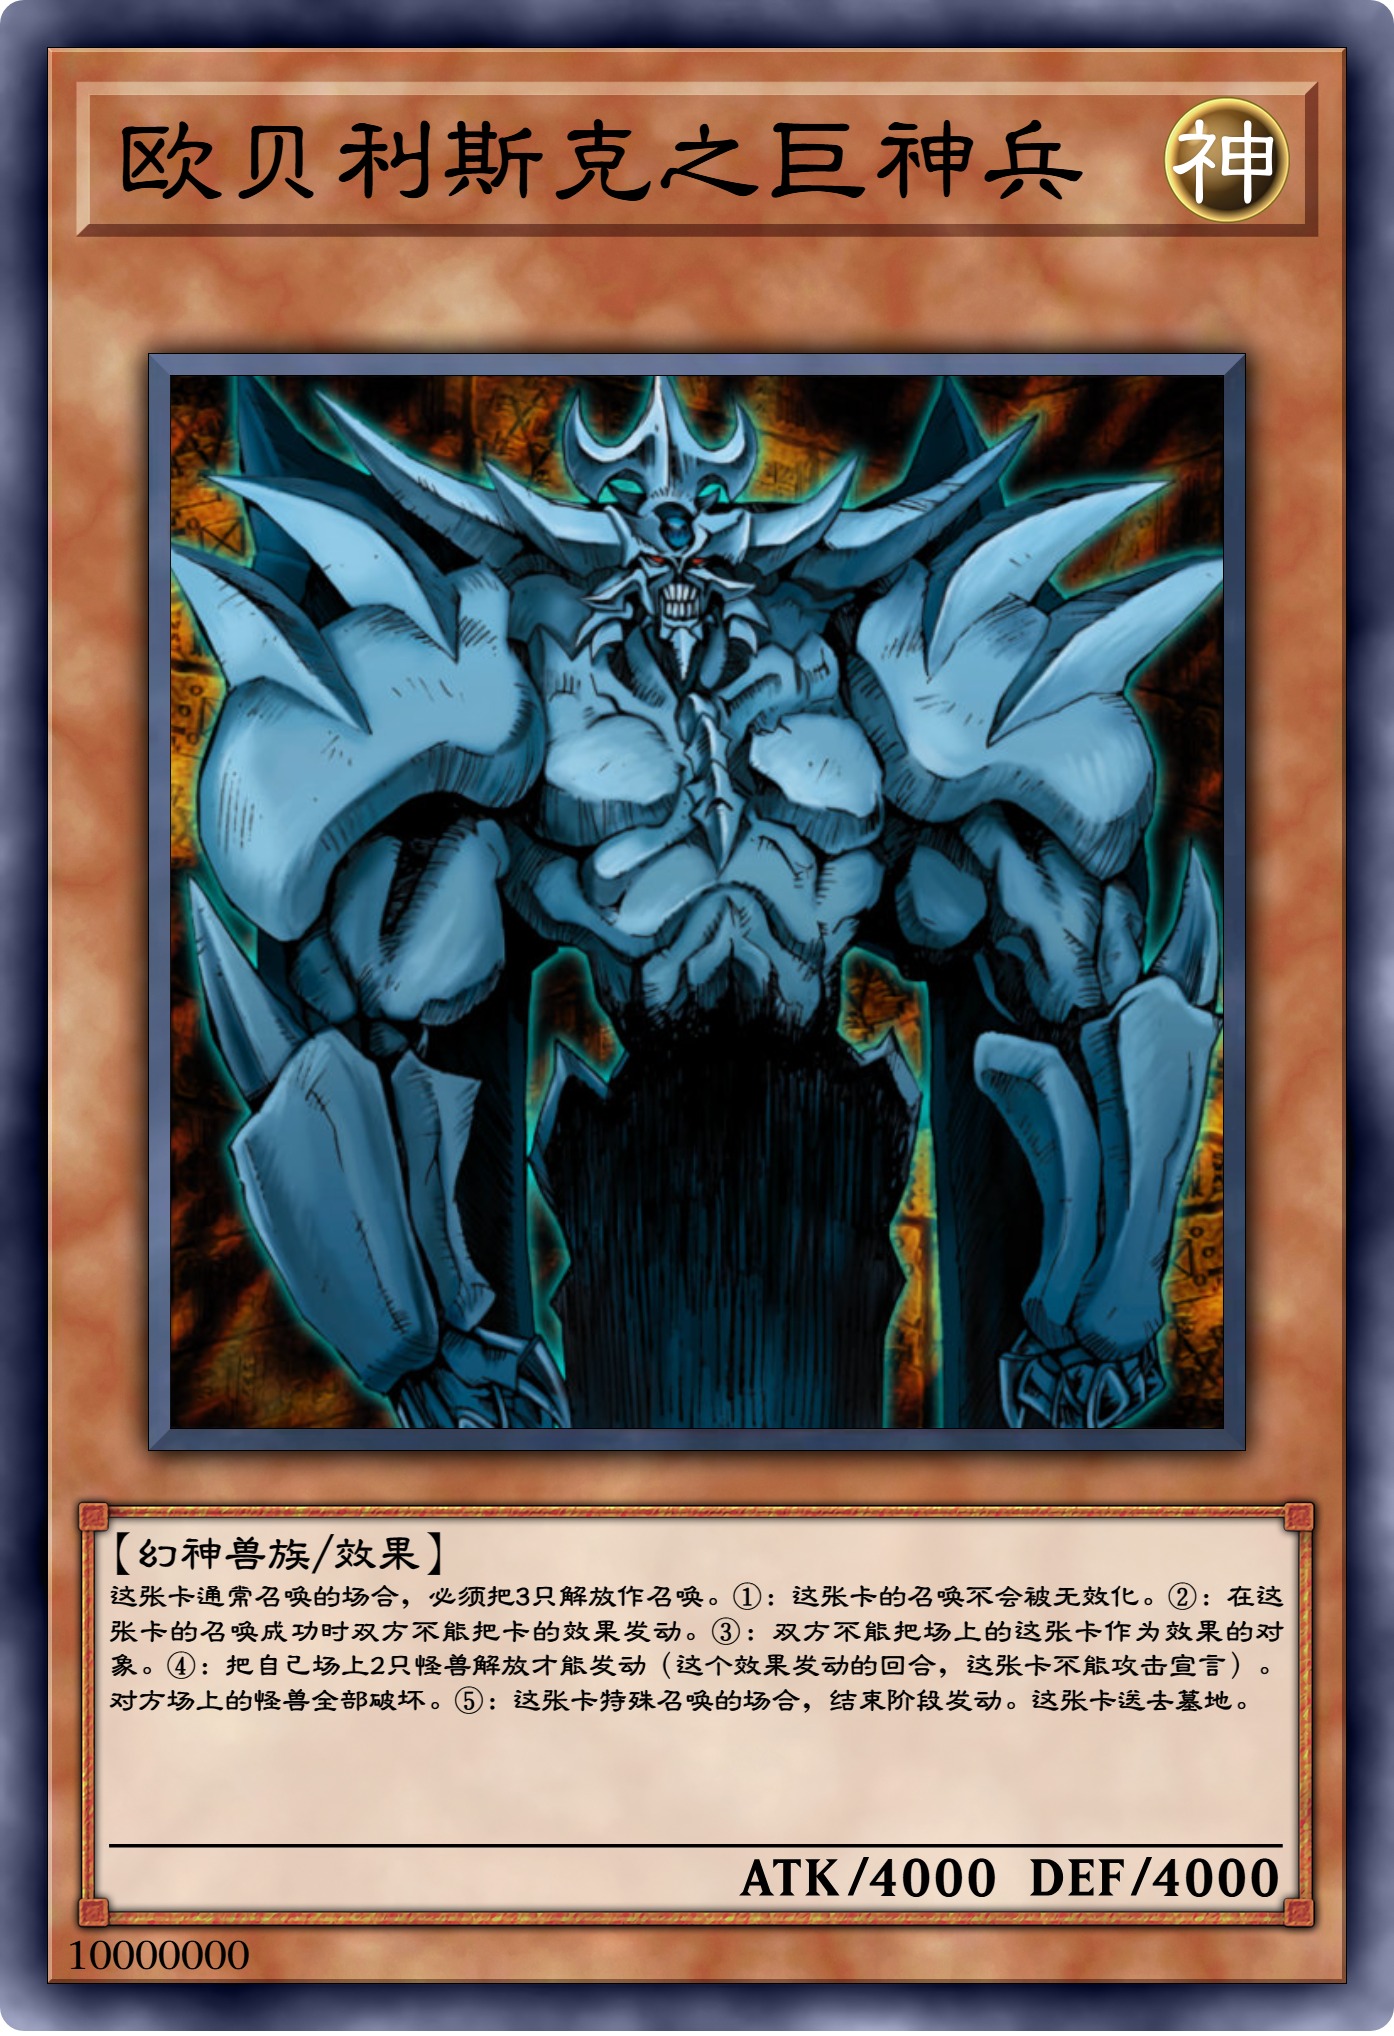 欧贝利斯克之巨神兵
神
【幻神兽族/效果】
这张卡通常召唤的场合，必须把3只解放作召唤。①：这张卡的召唤不会被无效化。②：在这
张卡的召唤成功时双方不能把卡的效果发动。③：双方不能把场上的这张卡作为效果的对
象。④：把自己场上2只怪兽解放才能发动（这个效果发动的回合，这张卡不能攻击宣言）。
对方场上的怪兽全部破坏。⑤：这张卡特殊召唤的场合，结束阶段发动。这张卡送去墓地。
ATK/4000 DEF/4000
10000000